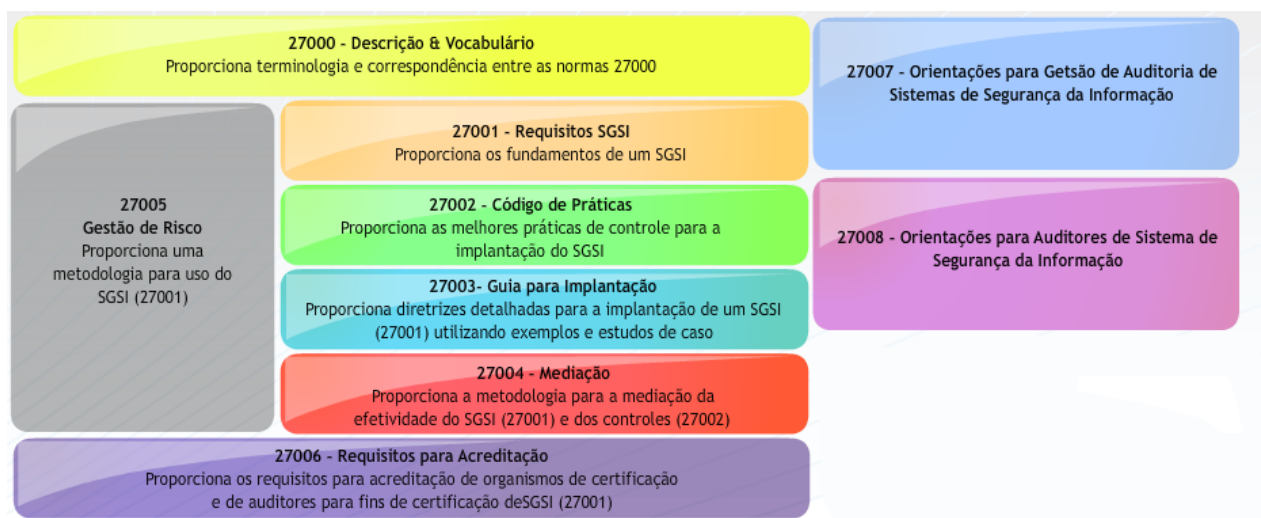 27000 - Descrição & Vocabulário
Proporciona terminologia e correspondência entre as normas 27000
27005
Gestão de Risco
Proporciona uma
metodologia para uso do
SGSI (27001)
27001 - Requisitos SGSI
Proporciona os fundamentos de um SGSI
27002 - Código de Práticas
Proporciona as melhores práticas de controle para a
implantação do SGSI
27003- Guia para Implantação
Proporciona diretrizes detalhadas para a implantação de um SGSI
(27001) utilizando exemplos e estudos de caso
27004 - Mediação
Proporciona a metodologia para a mediação da
efetividade do SGSI (27001) e dos controles (27002)
27006 - Requisitos para Acreditação
Proporciona os requisitos para acreditação de organismos de certificação
e de auditores para fins de certificação deSGSI (27001)
27007 - Orientações para Getsão de Auditoria de
Sistemas de Segurança da Informação
27008 - Orientações para Auditores de Sistema de
Segurança da Informação